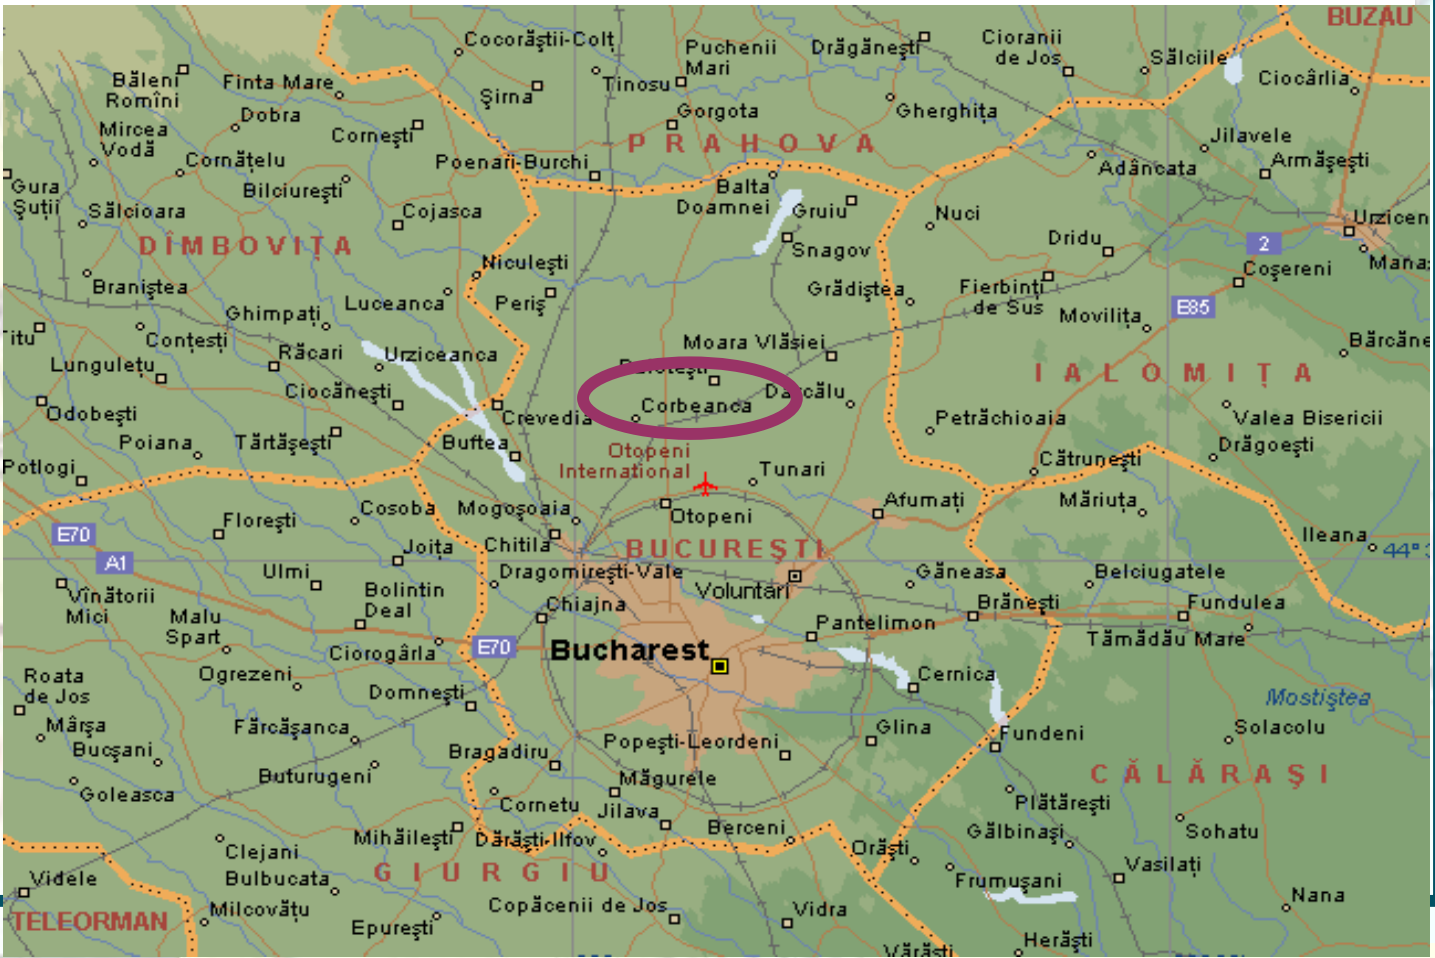 BUZĂU
Cocorăştii-Colţ
Puchenii
Mari
Drăgăneşti
Cioranii
de Jos
Sălciile
Ciocârlia
Băleni
Romîni
Finta Mare
Tinosu
Şirna
Gorgota
Gherghiţa
Dobra
Corneşti
Mircea
Vodă
PRAHOVA
Jilavele
Armăşeşti
Adâncata
Cornăţelu
Poenari-Burchi
Bilciureşti
Gura
Şuţii
Balta
Doamnei
Gruiu
Nuci
Urzicen
Sălcioara
Cojasca
DÎMBOVIŢA
Snagov
Dridu
2
Mana
Coşereni
Niculeşti
Braniştea
Luceanca
Periş
Grădiştea
Fierbinţi
de Sus
E85
Moviliţa
Ghimpaţi
itu
Conţesti
Răcari
Urziceanca
Moara Vlăsiei
Bărcăne
Lunguleţu
Ciocăneşti
IALOMIŢA
Corbeanca
Odobeşti
Crevedia
Petrăchioaia
Valea Bisericii
Poiana
Tărtăşeşti
Buftea
Drăgoeşti
Otopeni
International
Tunari
Cătruneşti
Potlogi
Cosoba
Mogoşoaia
Otopeni
Afumaţi
Măriuţa
E70
Floreşti
Joiţa
Chitila
BUCUREŞTI
Ileana
44°
A1
Ulmi
Dragomireşti-Vale
Voluntari
Găneasa
Belciugatele
Vînătorii
Mici
Bolintin
Deal
Chiajna
Brăneşti
Fundulea
Malu
Spart
Pantelimon
Tămădău Mare
Ciorogârla
E70
Bucharest
Roata
de Jos
Ogrezeni
Domneşti
Cernica
Mostiştea
Mârşa
Fărcăşanca
Glina
Fundeni
Solacolu
Bucşani
Bragadiru
Popeşti-Leordeni
Buturugeni
Măgurele
CĂLĂRAŞI
Goleasca
Cornetu
Jilava
Plătăreşti
Mihăileşti
Dărăşti-Ilfov
Berceni
Gălbinaşi
Sohatu
Clejani
Orăşti
Vasilaţi
Videle
Bulbucata
GIURGIU
Frumuşani
Nana
TELEORMAN
Milcovăţu
Epureşti
Copăcenii de Jos
Vidra
Vărăşti
Herăşti